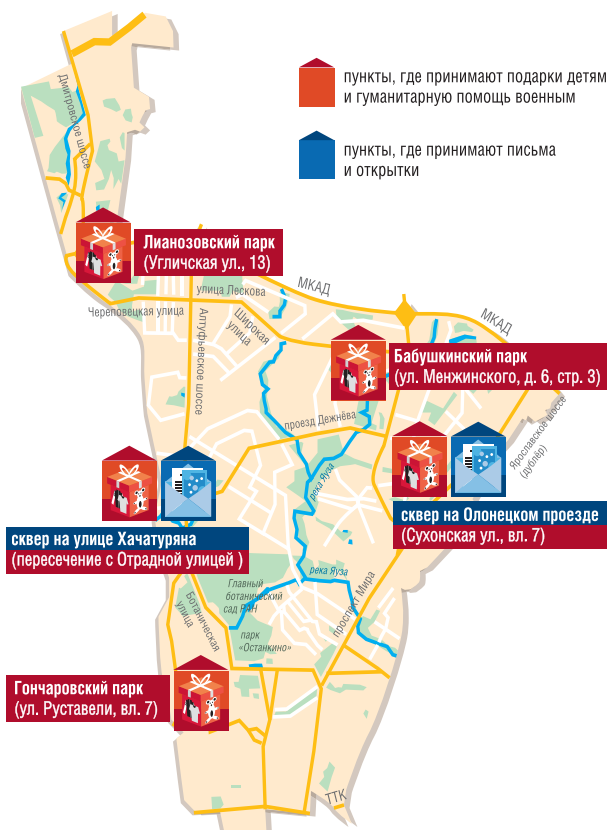 пункты, где принимают подарки детям
и гуманитарную помощь военным
пункты, где принимают письма
и открытки
Дмитровское шоссе
Лианозовский парк
(Угличская ул., 13)
улица Лескова
МКАД
Череповецкая улица
Алтуфьевское шоссе
Широкая
улица
МКАД
Бабушкинский парк
(ул. Менжинского, д. 6, стр. 3)
проезд Дежнёва
Ярославское шоссе
(дублёр)
река Яуза
сквер на улице Хачатуряна
(пересечение с Отрадной улицей )
сквер на Олонецком проезде
(Сухонская ул., вл. 7)
река Яуза
Главный
ботанический
сад РАН
Ботаническая
улица
проспект Мира
парк
«Останкино»
Гончаровский парк
(ул. Руставели, вл. 7)
ТТК